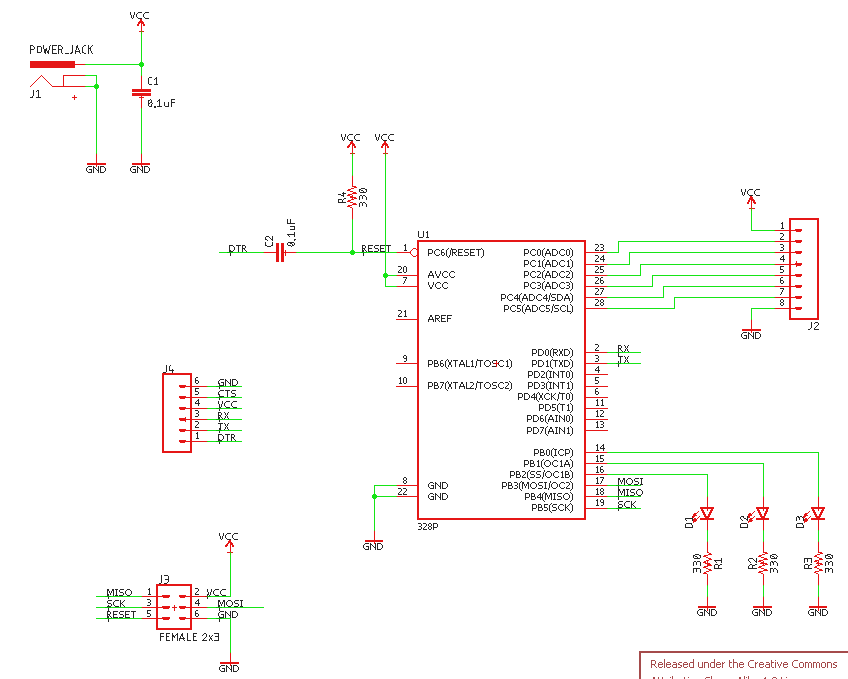 VCC
POWER_JACK
J1
+
C1
0.1uF
GND
GND
VCC
VCC
R4
330
DTR
C2
0.1uF
RESET
U1
1
PC6(/RESET)
20
AVCC
7
VCC
21
AREF
9
PB6(XTAL1/TOSC1)
10
PB7(XTAL2/TOSC2)
8
GND
22
GND
GND
328P
PC0(ADC0)
23
PC1(ADC1)
24
PC2(ADC2)
25
PC3(ADC3)
26
PC4(ADC4/SDA)
27
PC5(ADC5/SCL)
28
PD0(RXD)
2
RX
PD1(TXD)
3
TX
PD2(INT0)
4
PD3(INT1)
5
PD4(XCK/T0)
6
PD5(T1)
11
PD6(AIN0)
12
PD7(AIN1)
13
PB0(ICP)
14
PB1(OC1A)
15
PB2(SS/OC1B)
16
PB3(MOSI/OC2)
17
MOSI
PB4(MISO)
18
MISO
PB5(SCK)
19
SCK
VCC
1
2
3
4
5
6
7
8
GND
J2
J4
6
GND
5
CTS
4
VCC
3
RX
2
TX
1
DTR
D1
D2
D3
330
R1
R2
330
R3
330
GND
GND
GND
VCC
J3
MISO
1
2
VCC
SCK
3
4
MOSI
RESET
5
6
GND
FEMALE 2x3
GND
Released under the Creative Commons